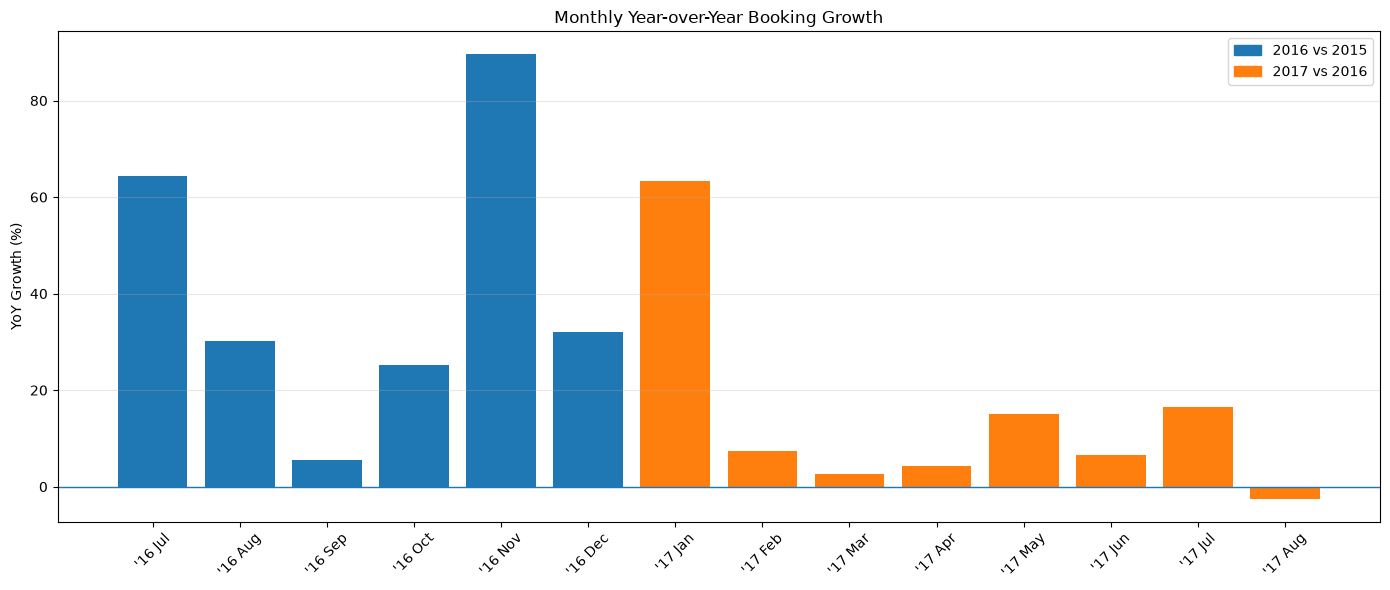 Monthly Year-over-Year Booking Growth
2016 vs 2015
2017 vs 2016
YoY Growth (%)
80
60
40
20
0
'16 Jul
'16 Aug
'16 Sep
'16 Oct
'16 Nov
'16 Dec
'17 Jan
'17 Feb
'17 Mar
'17 Apr
'17 May
'17 Jun
'17 Jul
'17 Aug